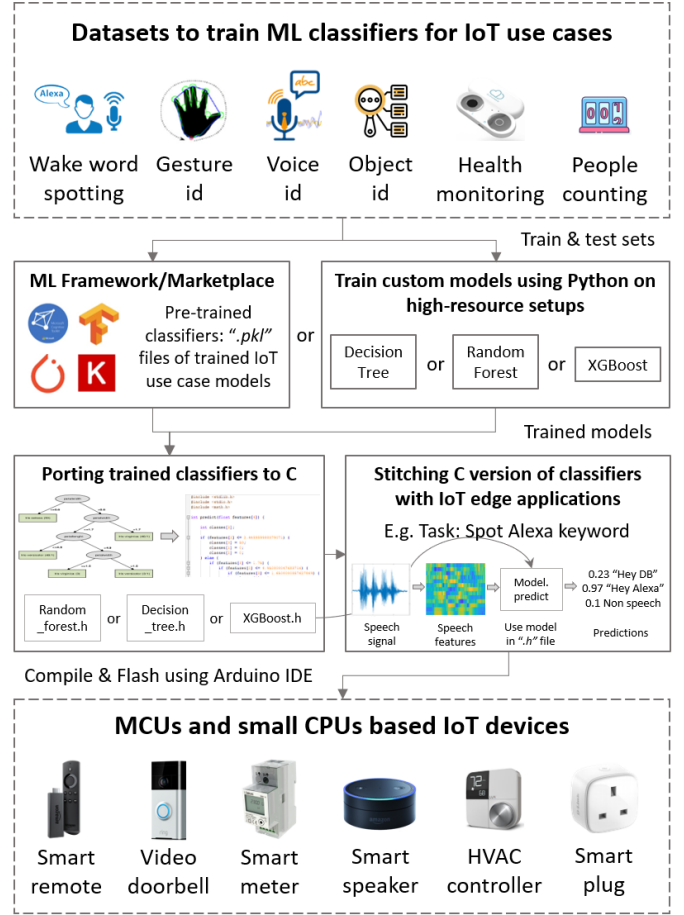 Datasets to train ML classifiers for IoT use cases
Alexa
abc
Wake word
spotting
Gesture
id
Voice
id
Object
id
Health
monitoring
People
counting
Train & test sets
ML Framework/Marketplace
Pre-trained
classifiers: “.pkl”
files of trained IoT
use case models
K
or
Train custom models using Python on
high-resource setups
Decision
Tree
or
Random
Forest
or
XGBoost
Trained models
Porting trained classifiers to C
#include <stdlib.h>
#include <math.h>
Random
_forest.h
or
Decision
_tree.h
or
XGBoost.h
Stitching C version of classifiers
with IoT edge applications
E.g. Task: Spot Alexa keyword
Speech
signal
Speech
features
Model.
predict
Use model
in “.h” file
0.23 “Hey DB”
0.97 “Hey Alexa”
0.1 Non speech
Predictions
Compile & Flash using Arduino IDE
MCUs and small CPUs based IoT devices
Smart
remote
Video
doorbell
Smart
meter
Smart
speaker
HVAC
controller
Smart
plug